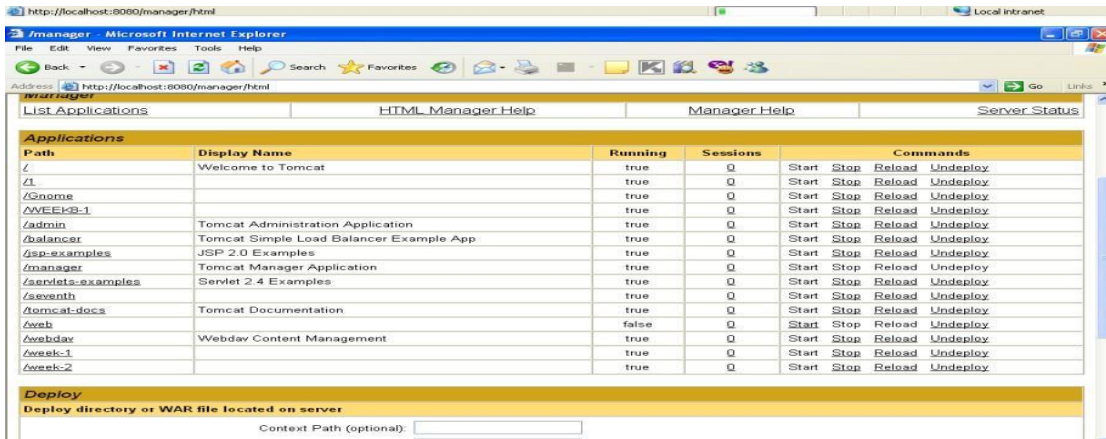 http://localhost:8080/manager/html Local intranet
/manager - Microsoft Internet Explorer
File Edit View Favorites Tools Help
Back Search Favorites
Address http://localhost:8080/manager/html Go Links
Manager
List Applications HTML Manager Help Manager Help Server Status
Applications
Path Display Name Running Sessions Commands
/ Welcome to Tomcat true 0 Start Stop Reload Undeploy
/1 true 0 Start Stop Reload Undeploy
/Gnome true 0 Start Stop Reload Undeploy
/WEEK8-1 true 0 Start Stop Reload Undeploy
/admin Tomcat Administration Application true 0 Start Stop Reload Undeploy
/balancer Tomcat Simple Load Balancer Example App true 0 Start Stop Reload Undeploy
/jsp-examples JSP 2.0 Examples true 0 Start Stop Reload Undeploy
/manager Tomcat Manager Application true 0 Start Stop Reload Undeploy
/servlets-examples Servlet 2.4 Examples true 0 Start Stop Reload Undeploy
/seventh true 0 Start Stop Reload Undeploy
/tomcat-docs Tomcat Documentation true 0 Start Stop Reload Undeploy
/web false 0 Start Stop Reload Undeploy
/webdav Webdav Content Management true 0 Start Stop Reload Undeploy
/week-1 true 0 Start Stop Reload Undeploy
/week-2 true 0 Start Stop Reload Undeploy
Deploy
Deploy directory or WAR file located on server
Context Path (optional):